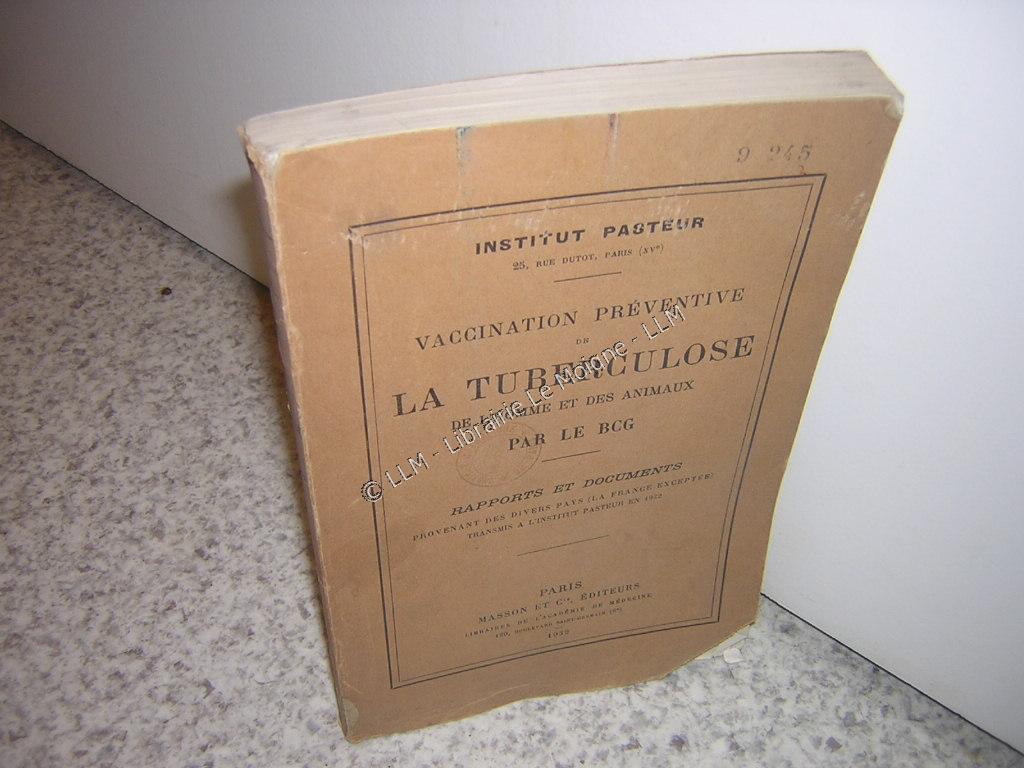 9 245
INSTITUT PASTEUR
25, RUE DUTOT, PARIS (XVe)
VACCINATION PRÉVENTIVE
DE
LA TUBERCULOSE
DE L'HOMME ET DES ANIMAUX
PAR LE BCG
RAPPORTS ET DOCUMENTS
PROVENANT DES DIVERS PAYS (LA FRANCE EXCEPTÉE)
TRANSMIS A L'INSTITUT PASTEUR EN 1932
PARIS
MASSON ET Cie, ÉDITEURS
LIBRAIRES DE L'ACADÉMIE DE MÉDECINE
120, BOULEVARD SAINT-GERMAIN
1932
© LLM - Librairie Le Moigne - LLM